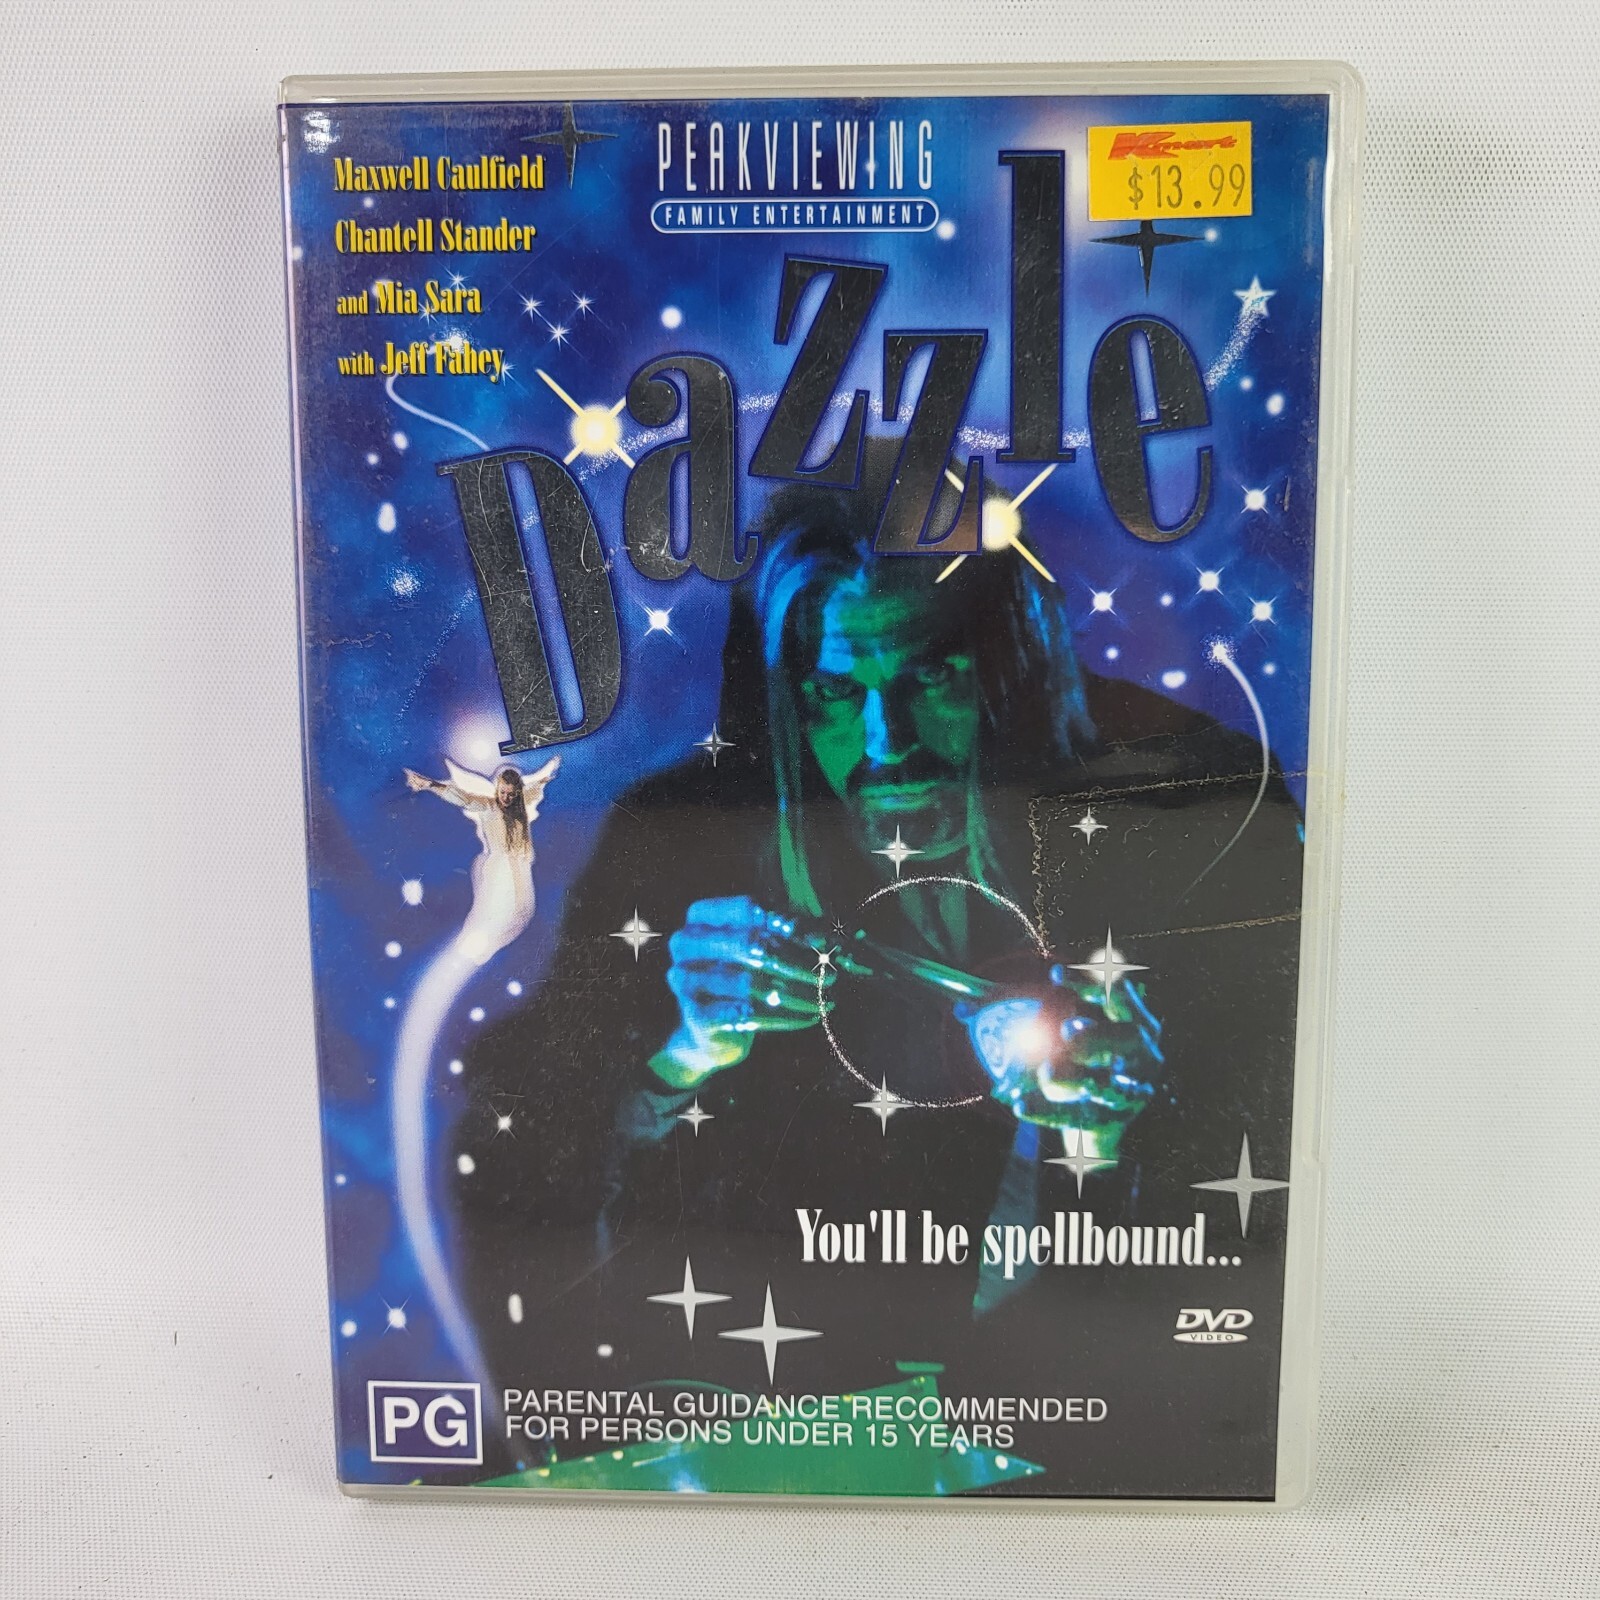 Maxwell Caulfield
Chantell Stander
and Mia Sara
with Jeff Fahey
PEAKVIEWING
FAMILY ENTERTAINMENT
Kmart
$13.99
Dazzle
You'll be spellbound...
DVD
VIDEO
PG
PARENTAL GUIDANCE RECOMMENDED
FOR PERSONS UNDER 15 YEARS